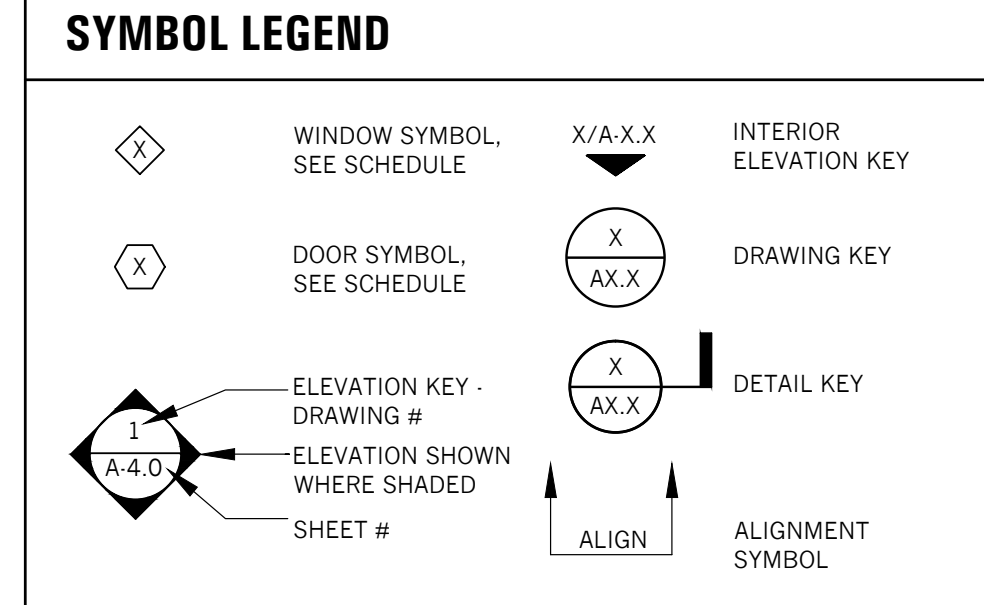 SYMBOL LEGEND
X
WINDOW SYMBOL,
SEE SCHEDULE
X
DOOR SYMBOL,
SEE SCHEDULE
1
A-4.0
ELEVATION KEY -
DRAWING #
ELEVATION SHOWN
WHERE SHADED
SHEET #
X/A-X.X
INTERIOR
ELEVATION KEY
X
AX.X
DRAWING KEY
X
AX.X
DETAIL KEY
ALIGN
ALIGNMENT
SYMBOL